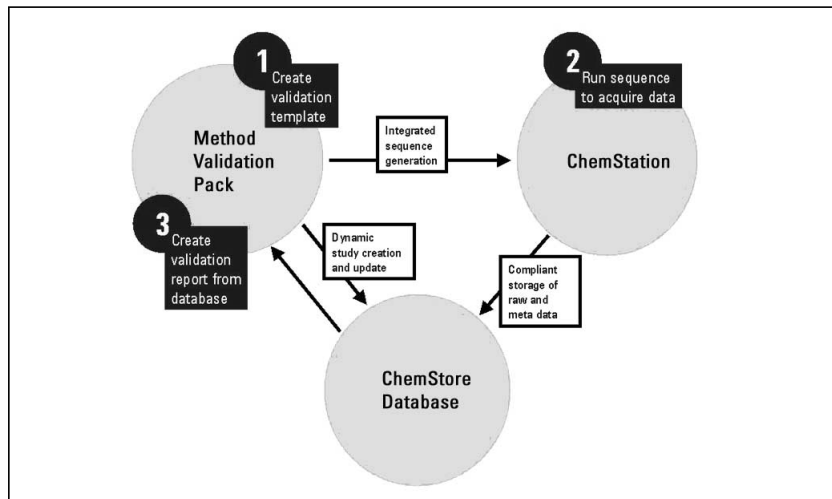 1
Create
validation
template
Method
Validation
Pack
Integrated
sequence
generation
2
Run sequence
to acquire data
ChemStation
3
Create
validation
report from
database
Dynamic
study creation
and update
Compliant
storage of
raw and
meta data
ChemStore
Database